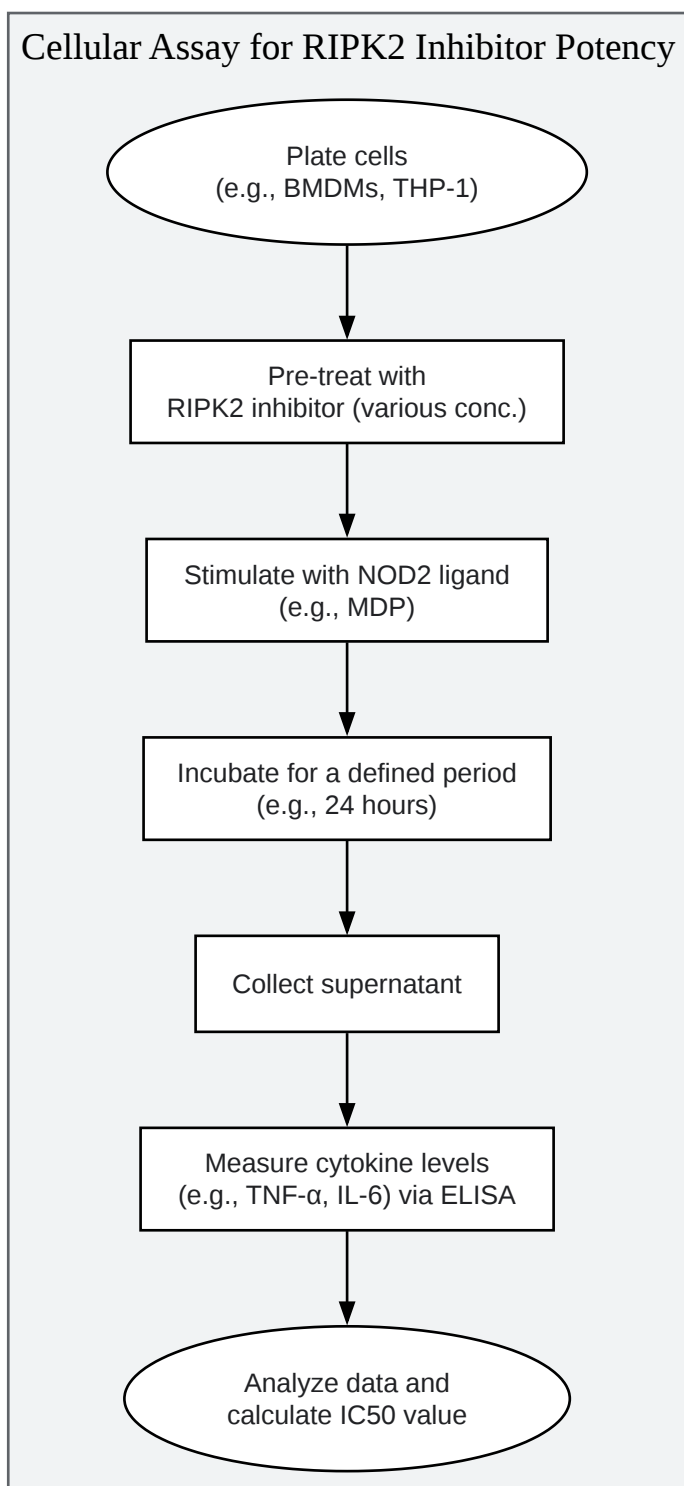 Cellular Assay for RIPK2 Inhibitor Potency
Plate cells
(e.g., BMDMs, THP-1)
Pre-treat with
RIPK2 inhibitor (various conc.)
Stimulate with NOD2 ligand
(e.g., MDP)
Incubate for a defined period
(e.g., 24 hours)
Collect supernatant
Measure cytokine levels
(e.g., TNF-α, IL-6) via ELISA
Analyze data and
calculate IC50 value